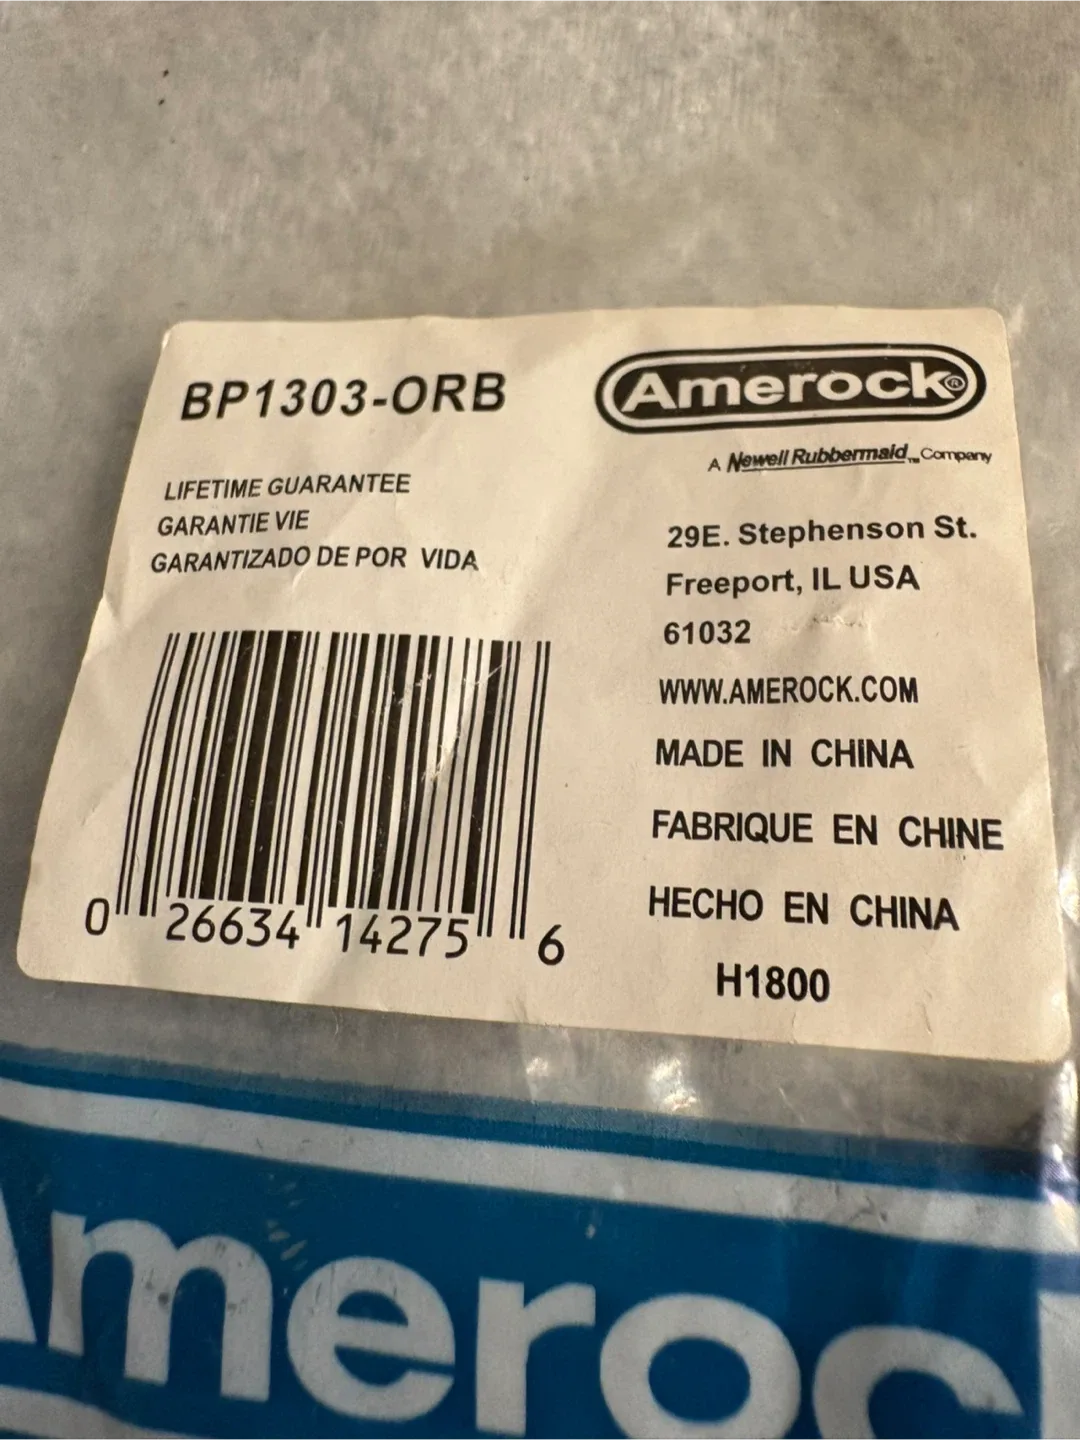 BP1303-ORB
LIFETIME GUARANTEE
GARANTIE VIE
GARANTIZADO DE POR VIDA
0 26634 14275 6
Amerock®
A Newell Rubbermaid™ Company
29E. Stephenson St.
Freeport, IL USA
61032
WWW.AMEROCK.COM
MADE IN CHINA
FABRIQUE EN CHINE
HECHO EN CHINA
H1800
Ameroc